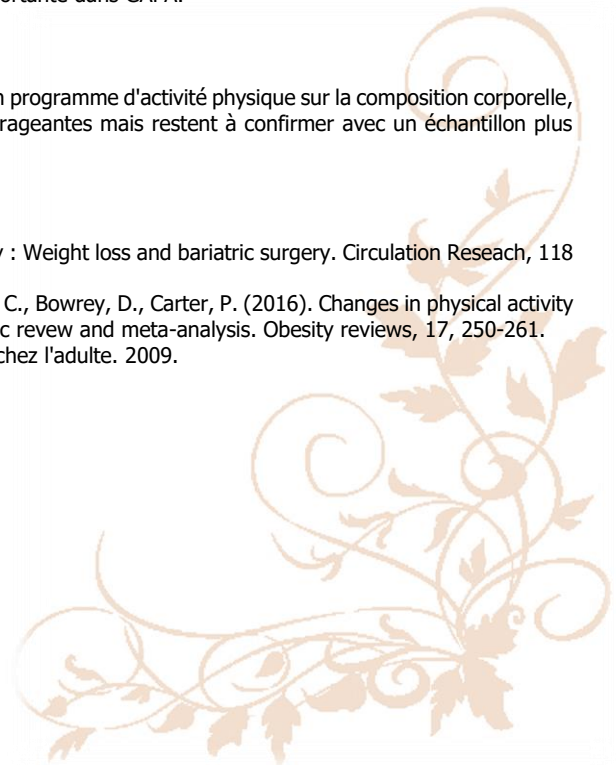 dans CAPA.
n programme d'activité physique sur la composition corporelle,
rageantes mais restent à confirmer avec un échantillon plus
y : Weight loss and bariatric surgery. Circulation Reseach, 118
C., Bowrey, D., Carter, P. (2016). Changes in physical activity
ic revew and meta-analysis. Obesity reviews, 17, 250-261.
chez l'adulte. 2009.